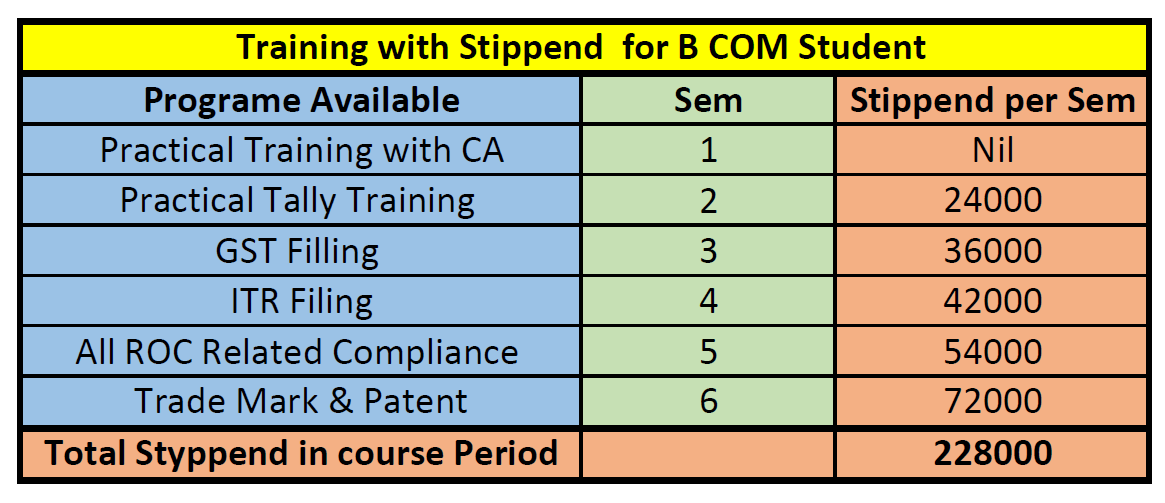 Training with Stippend for B COM Student
Programe Available Sem Stippend per Sem
Practical Training with CA 1 Nil
Practical Tally Training 2 24000
GST Filling 3 36000
ITR Filing 4 42000
All ROC Related Compliance 5 54000
Trade Mark & Patent 6 72000
Total Styppend in course Period 228000